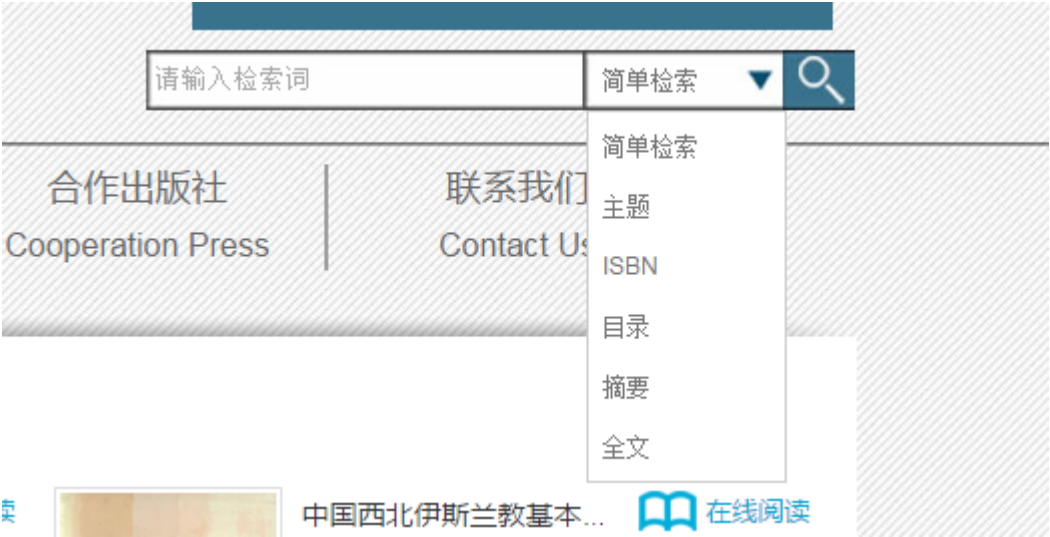 请输入检索词
简单检索
简单检索
主题
ISBN
目录
摘要
全文
合作出版社
Cooperation Press
联系我们
Contact Us
读
中国西北伊斯兰教基本...
在线阅读